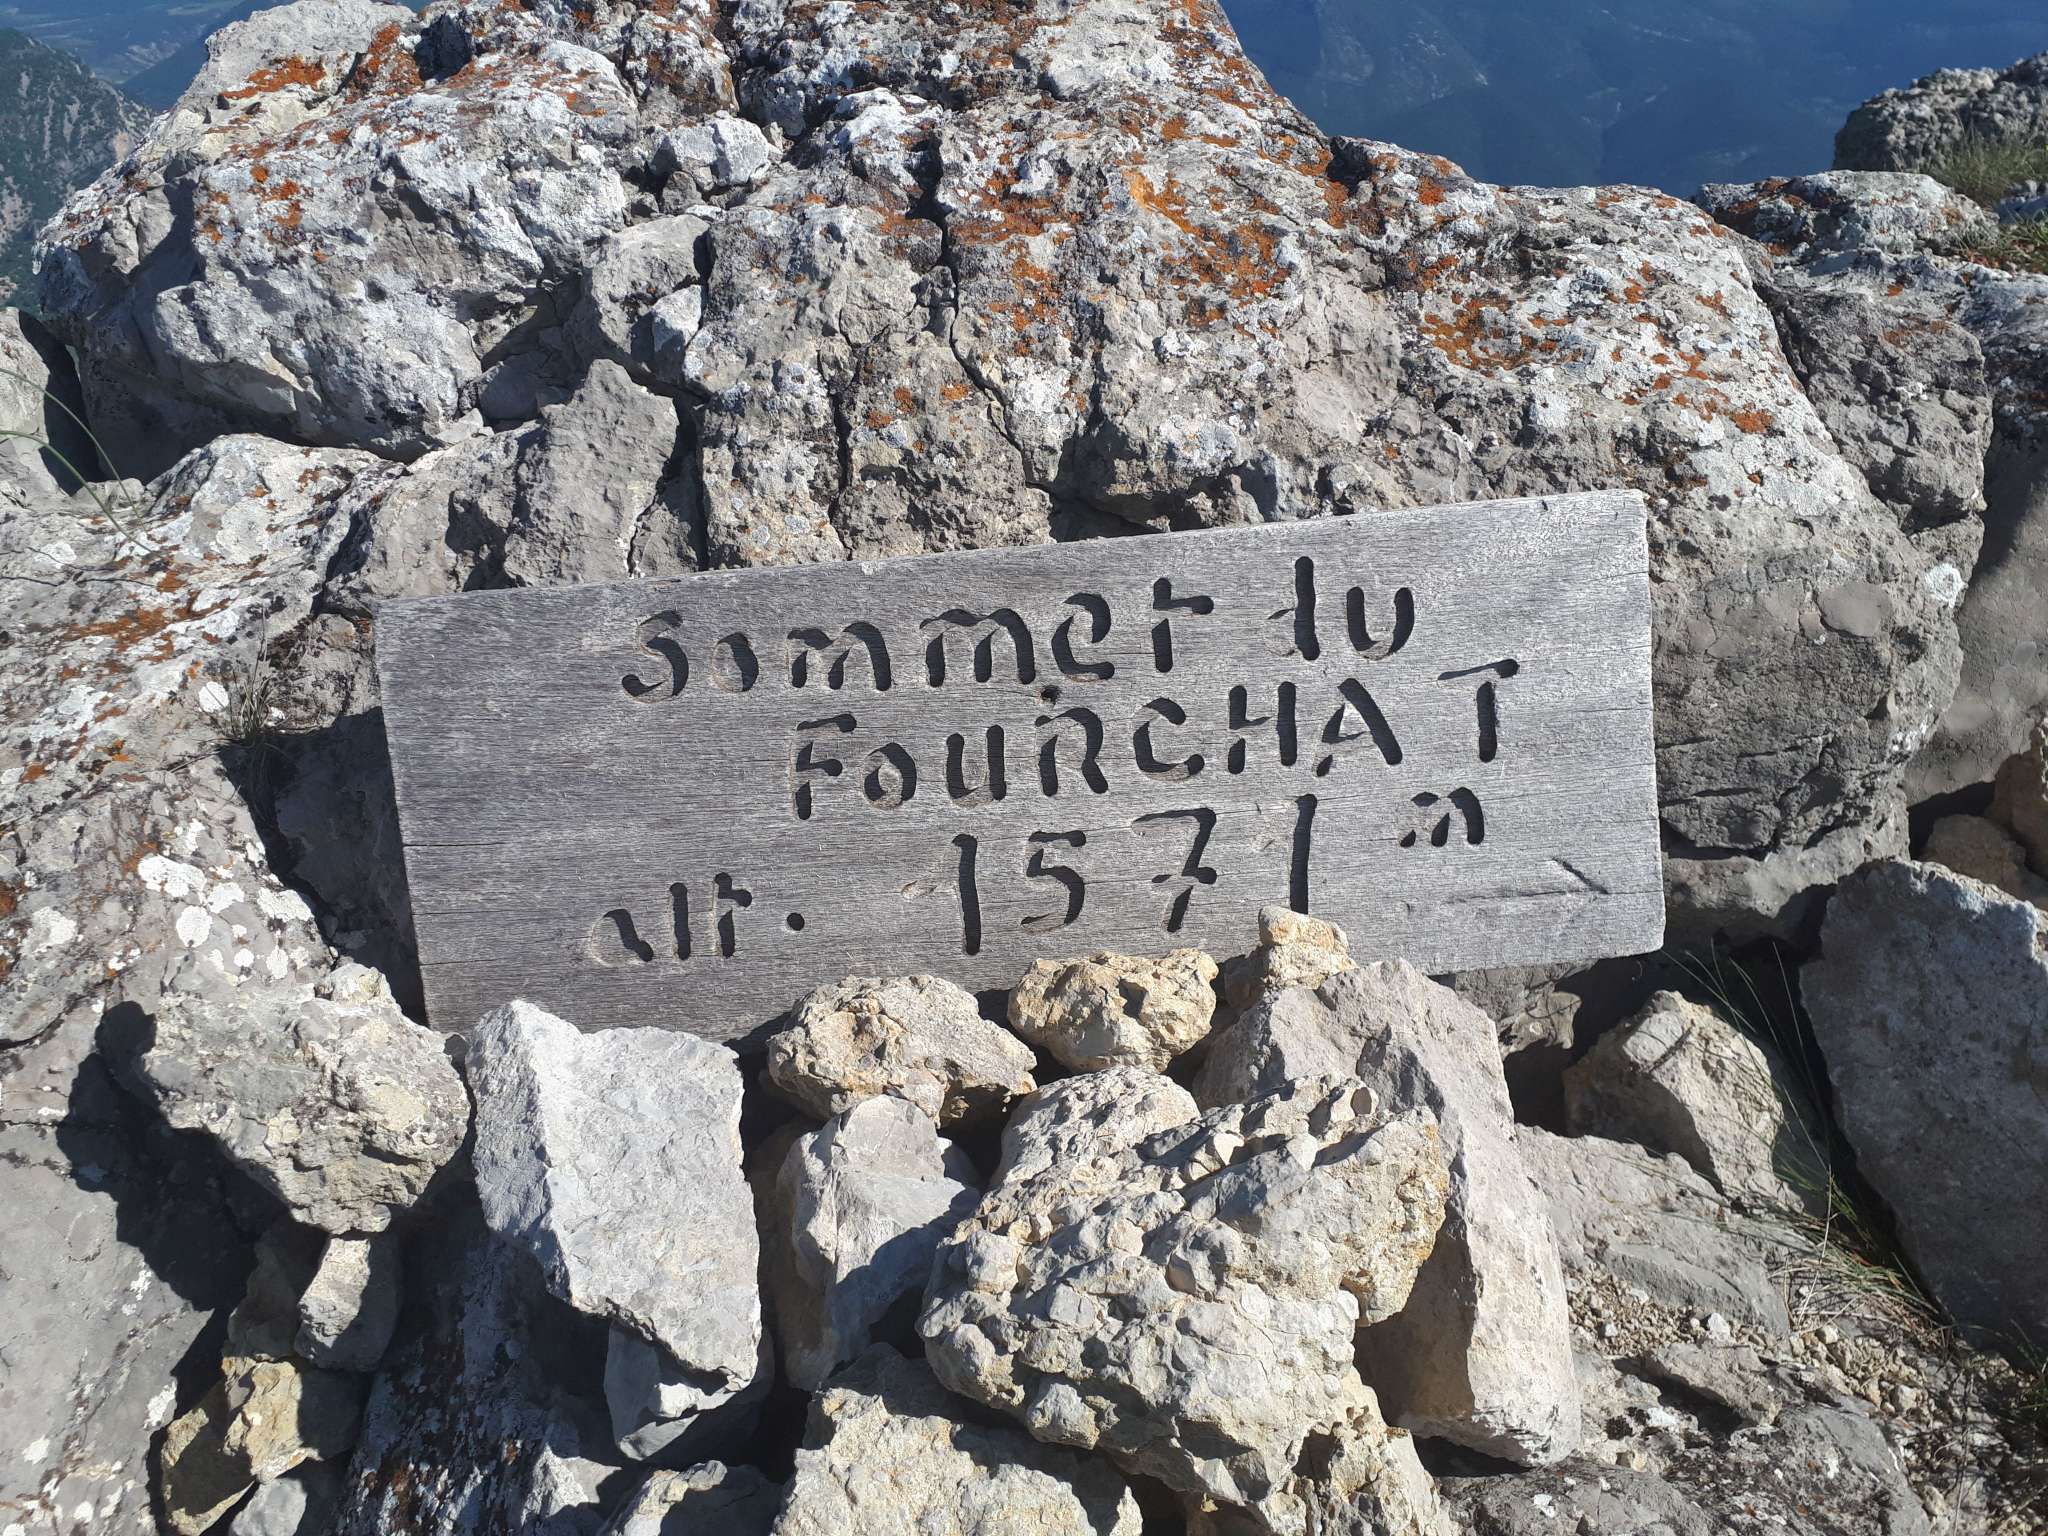 Sommet du
FOURCHAT
alt. 1571 m